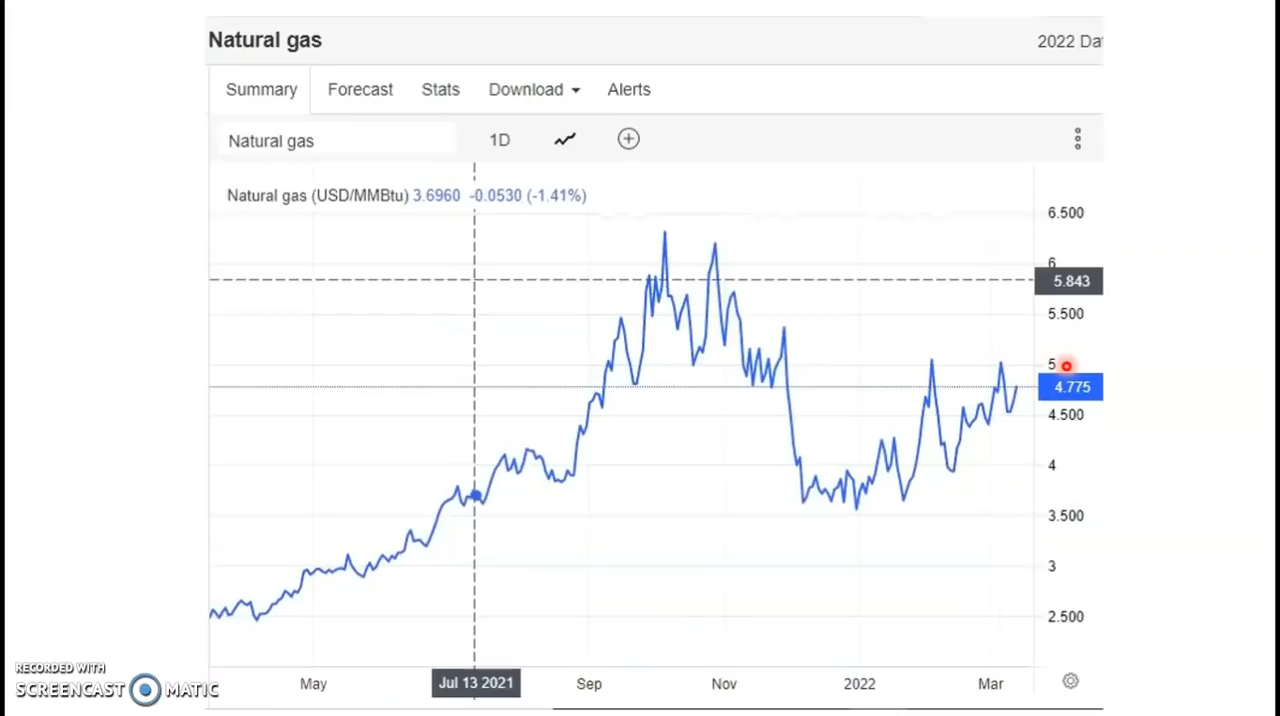 Natural gas
2022 Da
Summary Forecast Stats Download Alerts
Natural gas 1D
Natural gas (USD/MMBtu) 3.6960 -0.0530 (-1.41%)
6.500
6
5.843
5.500
5
4.775
4.500
4
3.500
3
2.500
May Jul 13 2021 Sep Nov 2022 Mar
RECORDED WITH
SCREENCAST MATIC